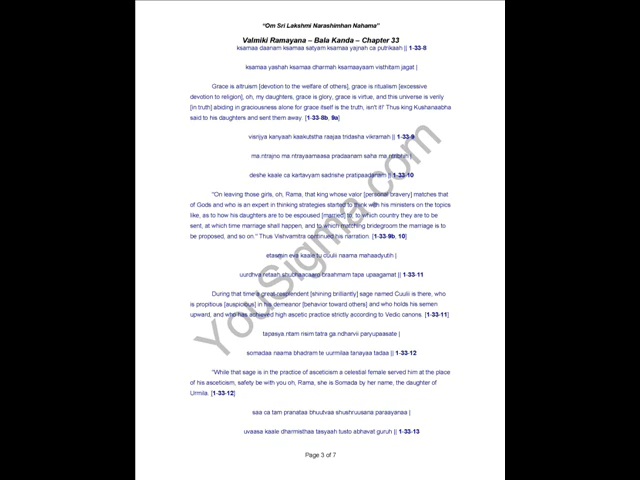 “Om Sri Lakshmi Narashimhan Nahama”
Valmiki Ramayana – Bala Kanda – Chapter 33
ksamaa daanam ksamaa satyam ksamaa yajnah ca putrikaah || 1-33-8
ksamaa yashah ksamaa dharmah ksamaayaam visthitam jagat |
Grace is altruism [devotion to the welfare of others], grace is ritualism [excessive
devotion to religion], oh, my daughters, grace is glory, grace is virtue, and this universe is verily
[in truth] abiding in graciousness alone for grace itself is the truth, isn't it!' Thus king Kushanaabha
said to his daughters and sent them away. [1-33-8b, 9a]
visrijya kanyaah kaakutstha raajaa tridasha vikramah || 1-33-9
ma ntrajno ma ntrayaamaasa pradaanam saha ma ntribhih |
deshe kaale ca kartavyam sadrishe pratipaadanam || 1-33-10
"On leaving those girls, oh, Rama, that king whose valor [personal bravery] matches that
of Gods and who is an expert in thinking strategies started to think with his ministers on the topics
like, as to how his daughters are to be espoused [married] to, to which country they are to be
sent, at which time marriage shall happen, and to which matching bridegroom the marriage is to
be proposed, and so on." Thus Vishvamitra continued his narration. [1-33-9b, 10]
etasmin eva kaale tu cuulii naama mahaadyutih |
uurdhva retaah shubhaacaaro braahmam tapa upaagamat || 1-33-11
During that time a great-resplendent [shining brilliantly] sage named Cuulii is there, who
is propitious [auspicious] in his demeanor [behavior toward others] and who holds his semen
upward, and who has achieved high ascetic practice strictly according to Vedic canons. [1-33-11]
tapasya ntam risim tatra ga ndharvii paryupaasate |
somadaa naama bhadram te uurmilaa tanayaa tadaa || 1-33-12
"While that sage is in the practice of asceticism a celestial female served him at the place
of his asceticism, safety be with you oh, Rama, she is Somada by her name, the daughter of
Urmila. [1-33-12]
saa ca tam pranataa bhuutvaa shushruusana paraayanaa |
uvaasa kaale dharmisthaa tasyaah tusto abhavat guruh || 1-33-13
Page 3 of 7
YouSigma.com